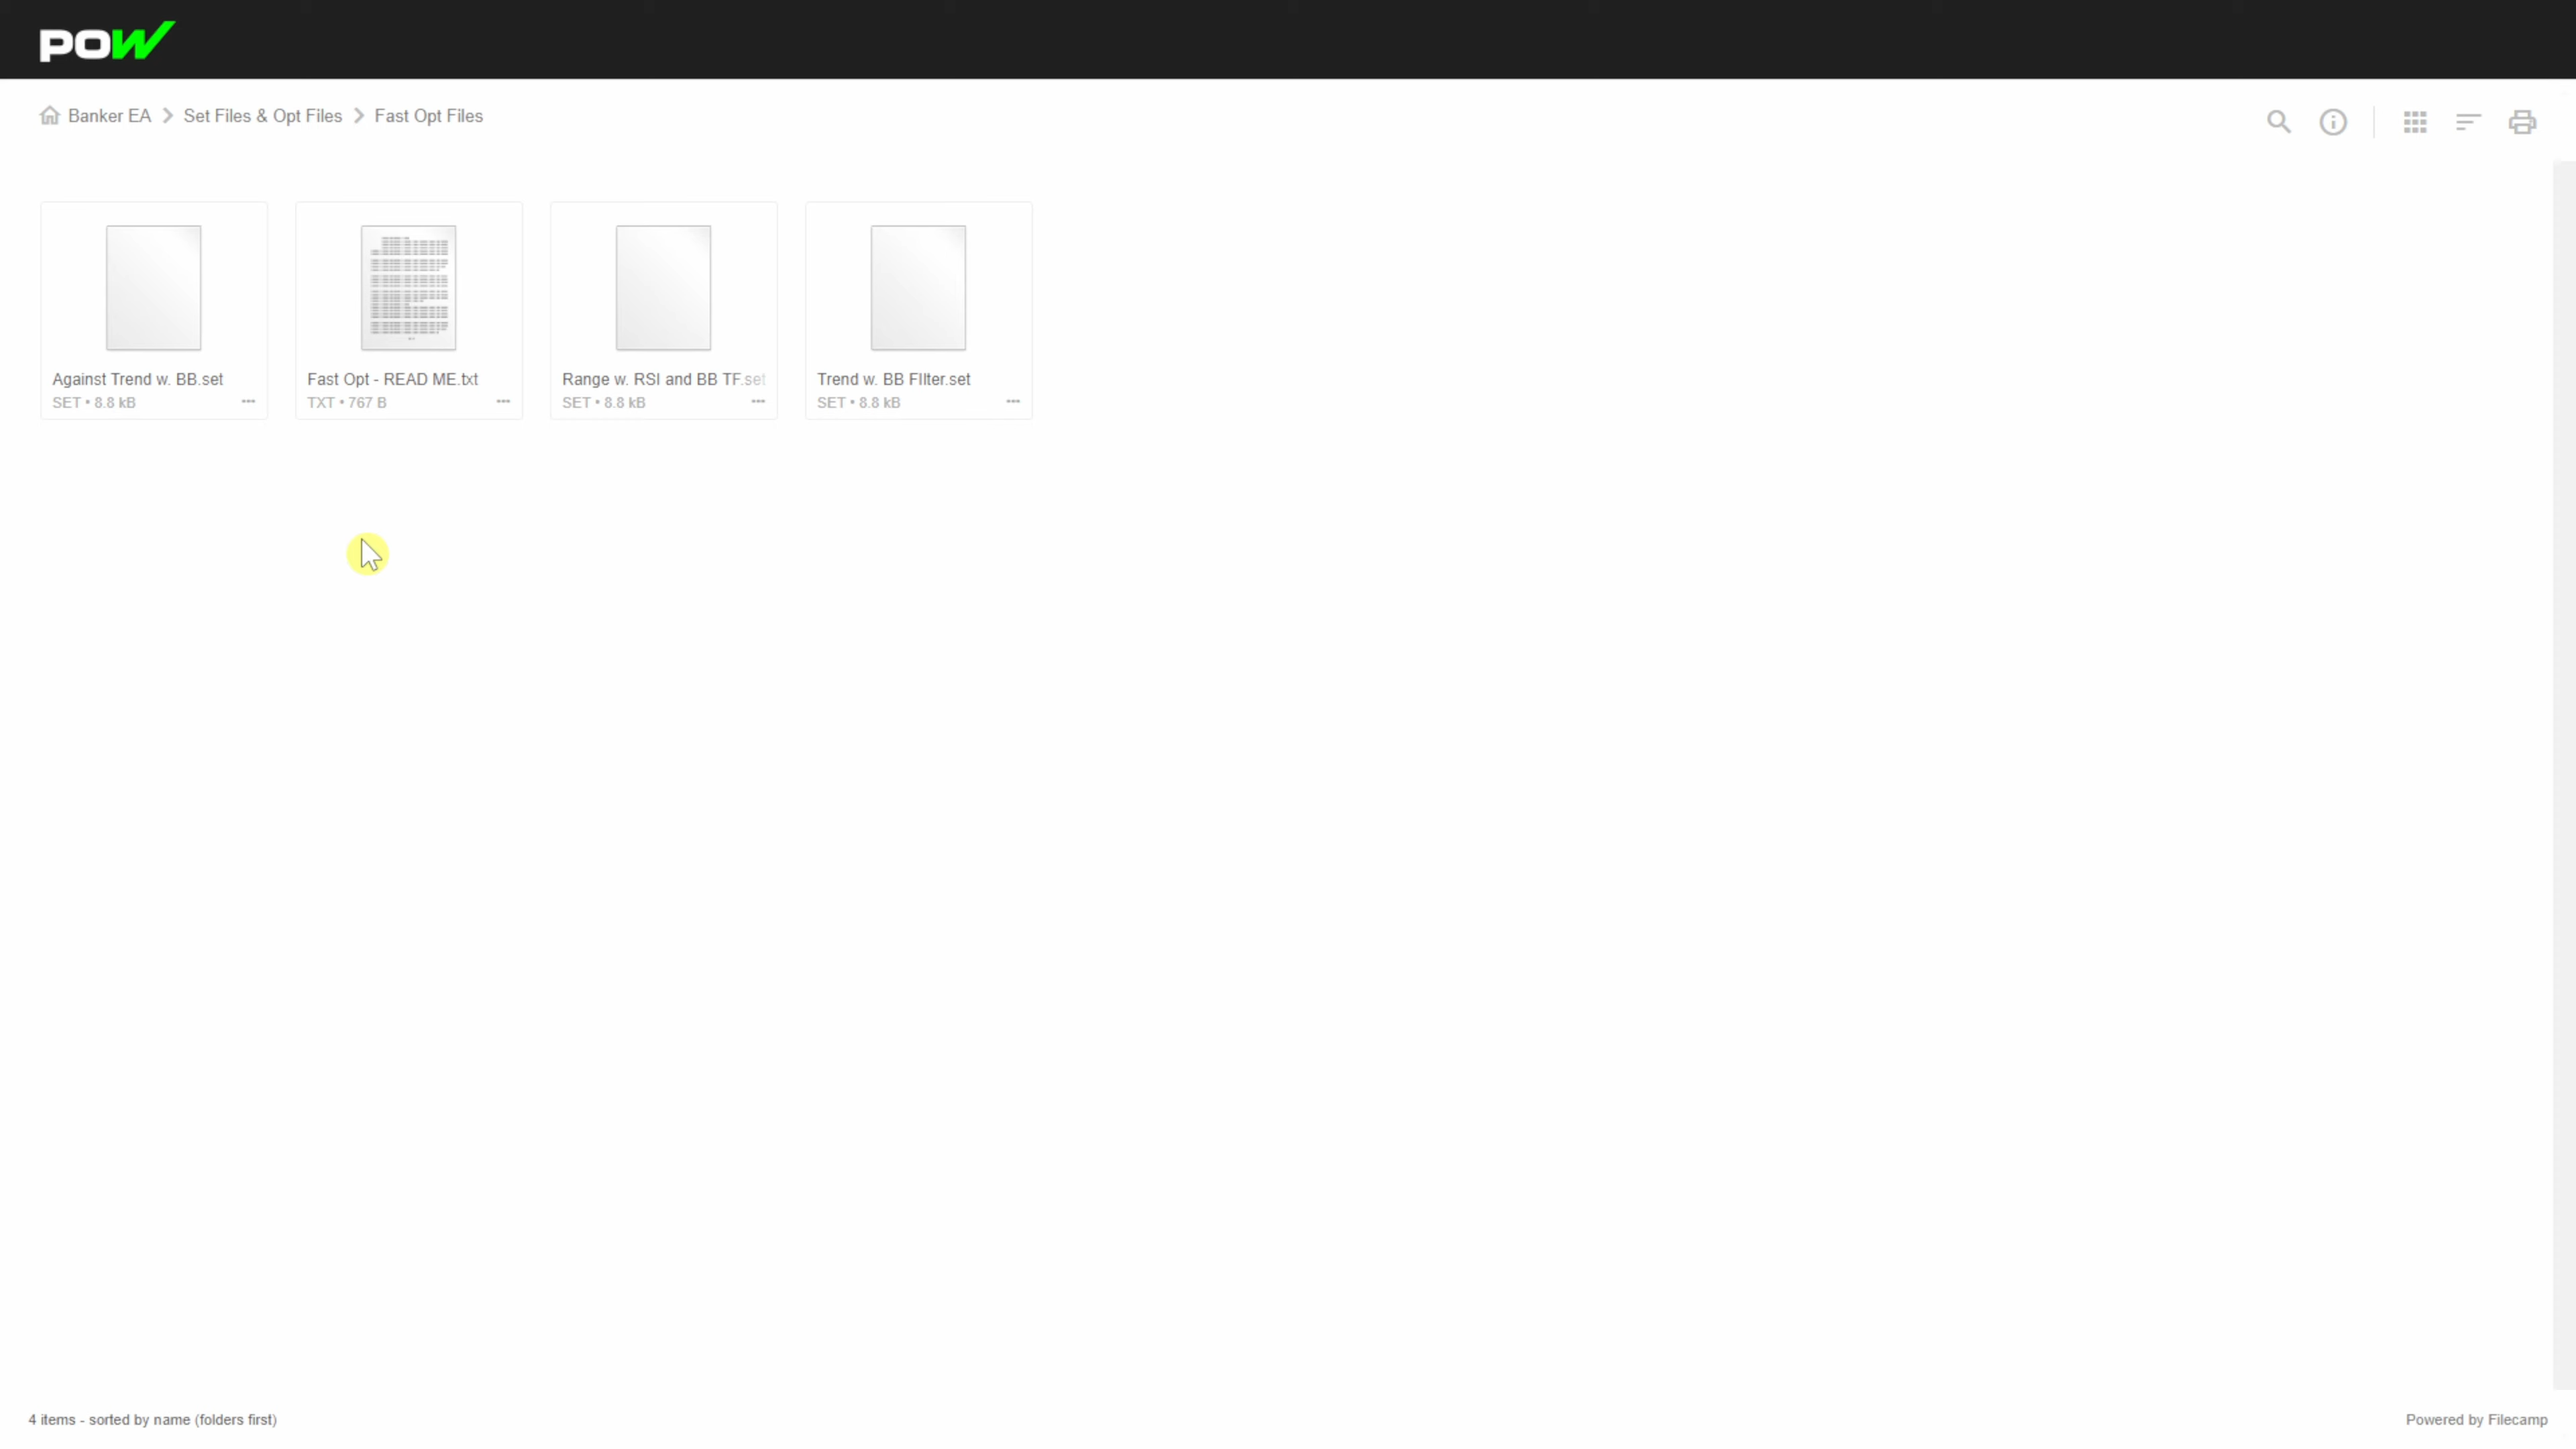 POW
Banker EA
Set Files & Opt Files
Fast Opt Files
Against Trend w. BB.set
SET • 8.8 kB
Fast Opt - READ ME.txt
TXT • 767 B
Range w. RSI and BB TF.set
SET • 8.8 kB
Trend w. BB FIlter.set
SET • 8.8 kB
4 items - sorted by name (folders first)
Powered by Filecamp